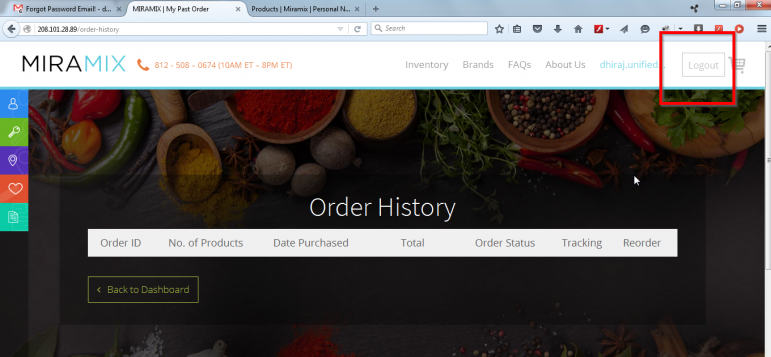 Forgot Password Email! - d... × MIRAMIX | My Past Order × Products | Miramix | Personal N... × +
208.101.28.89/order-history Search
MIRAMIX 812 - 508 - 0674 (10AM ET – 8PM ET) Inventory Brands FAQs About Us dhiraj.unified... Logout
Order History
Order ID No. of Products Date Purchased Total Order Status Tracking Reorder
< Back to Dashboard